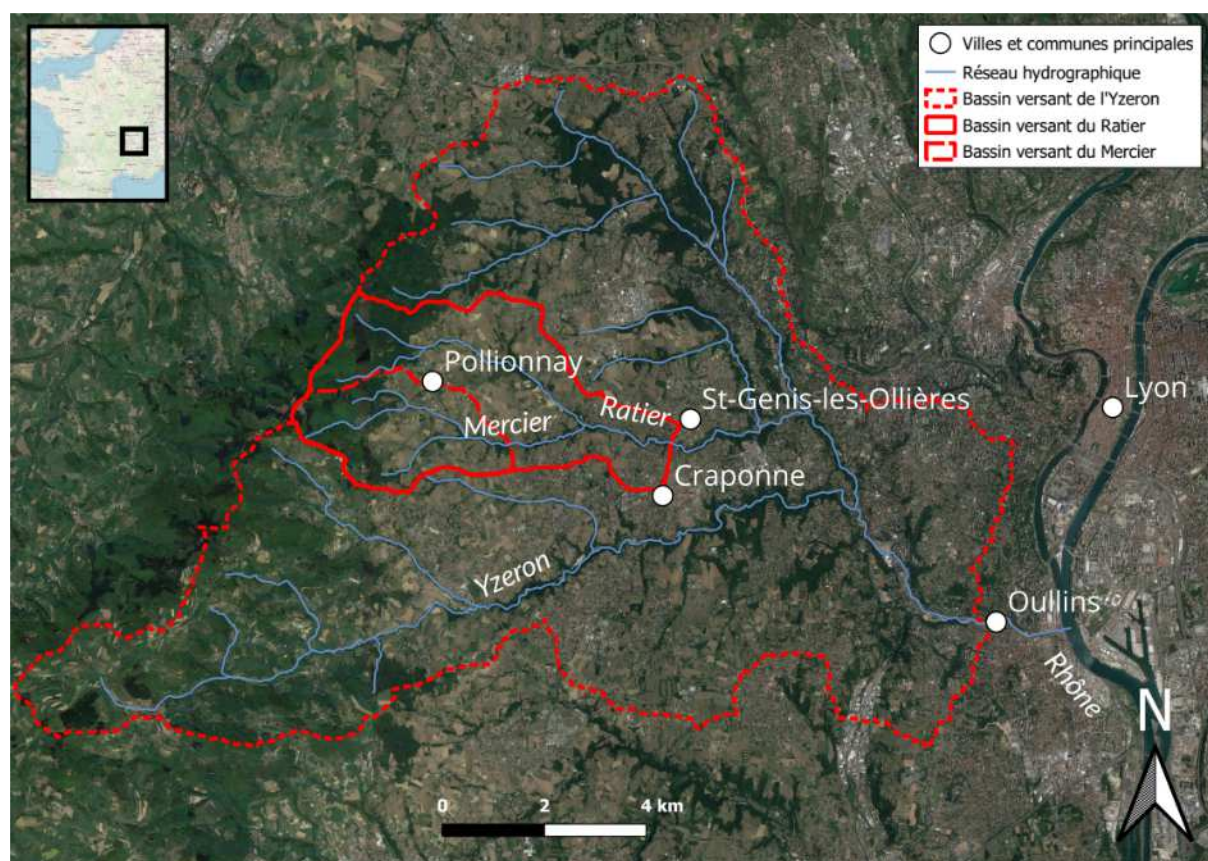 Villes et communes principales
Réseau hydrographique
Bassin versant de l'Yzeron
Bassin versant du Ratier
Bassin versant du Mercier
Pollionnay
Ratier
St-Genis-les-Ollières
Lyon
Mercier
Craponne
Yzeron
Oullins
Rhône
N
0 2 4 km